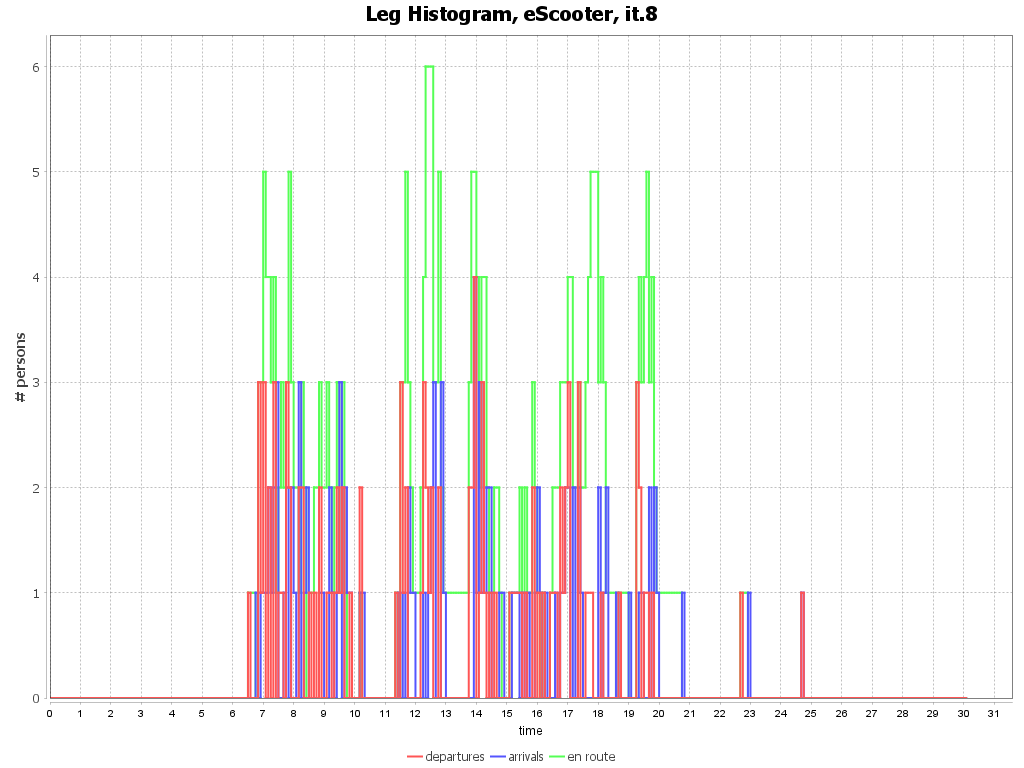 Leg Histogram, eScooter, it.8
# persons
6
5
4
3
2
1
0
0 1 2 3 4 5 6 7 8 9 10 11 12 13 14 15 16 17 18 19 20 21 22 23 24 25 26 27 28 29 30 31
time
departures arrivals en route